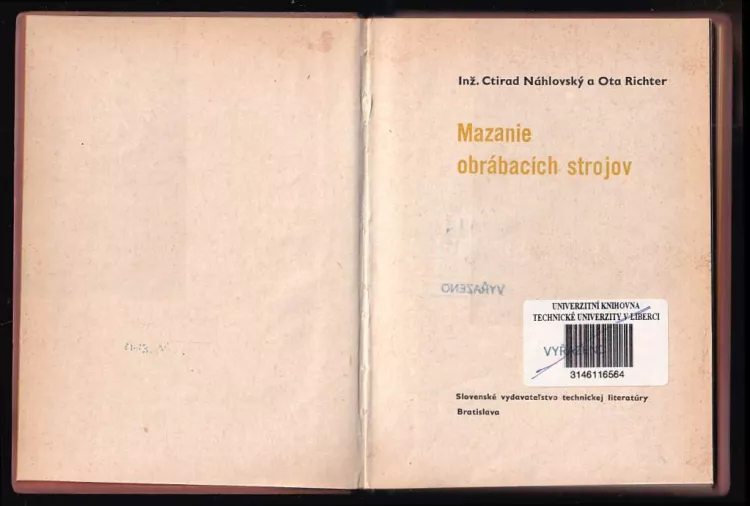 Inž. Ctirad Náhlovský a Ota Richter
Mazanie
obrábacích strojov
VYŘAZENO
UNIVERZITNÍ KNIHOVNA
TECHNICKÉ UNIVERZITY V LIBERCI
VYŘAZENO
3146116564
Slovenské vydavateľstvo technickej literatúry
Bratislava